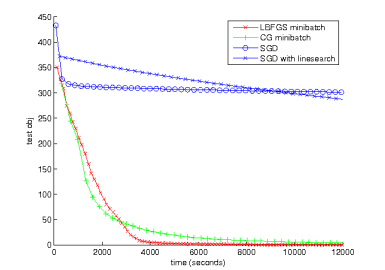 450
400
350
300
250
200
150
100
50
0
test obj
0 2000 4000 6000 8000 10000 12000
time (seconds)
LBFGS minibatch
CG minibatch
SGD
SGD with linesearch